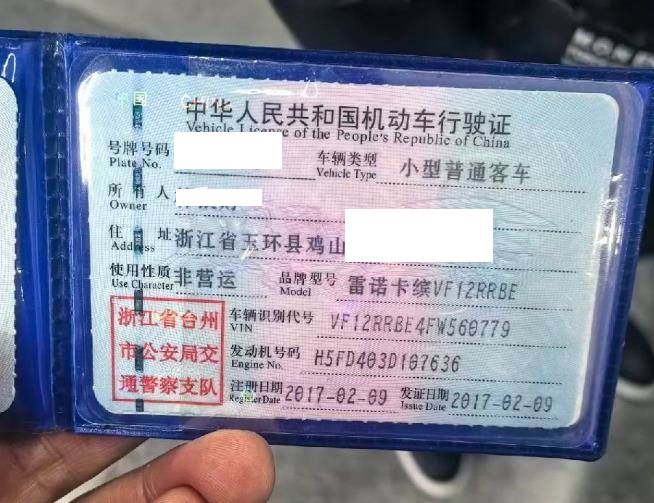 中华人民共和国机动车行驶证
Vehicle License of the People's Republic of China
号牌号码
Plate No.
车辆类型 小型普通客车
Vehicle Type
所有人
Owner
住址 浙江省玉环县鸡山
Address
使用性质 非营运
Use Character
品牌型号 雷诺卡缤VF12RRBE
Model
浙江省台州
市公安局交
通警察支队
车辆识别代号 VF12RRBE4FW560779
VIN
发动机号码 H5FD403D107636
Engine No.
注册日期 2017-02-09
Register Date
发证日期 2017-02-09
Issue Date